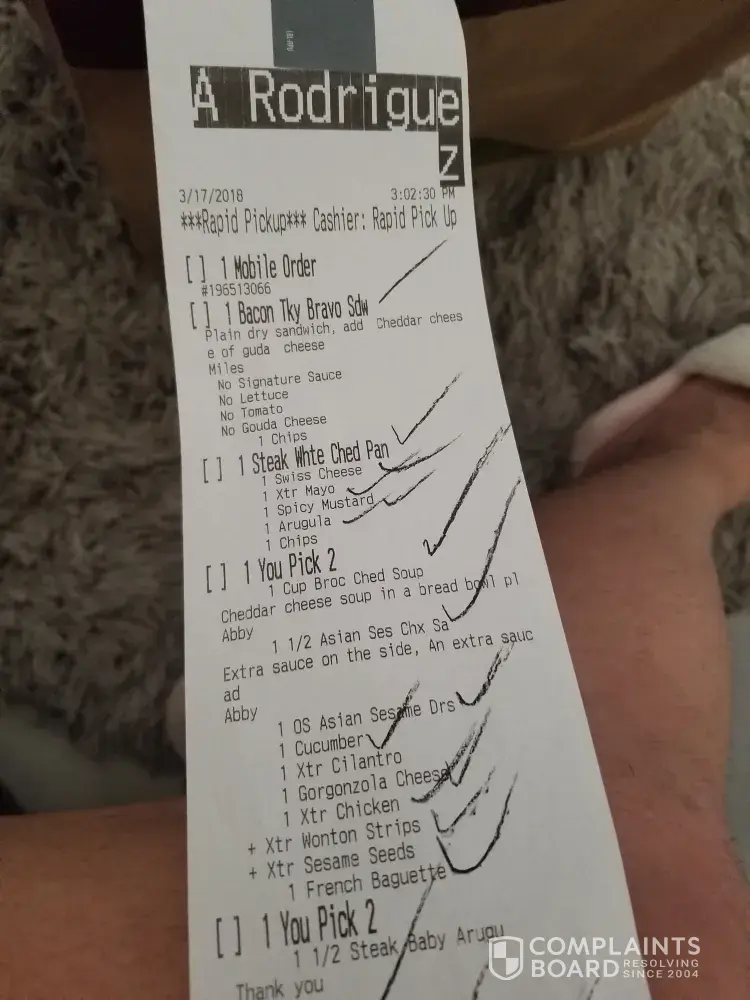 A Rodrigue
z
3/17/2018 3:02:30 PM
***Rapid Pickup*** Cashier: Rapid Pick Up
[ ] 1 Mobile Order
#196513066
[ ] 1 Bacon Tky Bravo Sdw
Plain dry sandwich, add Cheddar chees
e of guda cheese
Miles
No Signature Sauce
No Lettuce
No Tomato
No Gouda Cheese
1 Chips
[ ] 1 Steak Whte Ched Pan
1 Swiss Cheese
1 Xtr Mayo
1 Spicy Mustard
1 Arugula
1 Chips
[ ] 1 You Pick 2
1 Cup Broc Ched Soup
Cheddar cheese soup in a bread bowl pl
Abby
1 1/2 Asian Ses Chx Sa
Extra sauce on the side, An extra sauc
ad
Abby
1 OS Asian Sesame Drs
1 Cucumber
1 Xtr Cilantro
1 Gorgonzola Cheese
1 Xtr Chicken
+ Xtr Wonton Strips
+ Xtr Sesame Seeds
1 French Baguette
[ ] 1 You Pick 2
1 1/2 Steak Baby Arugu
Thank you
COMPLAINTS
BOARD RESOLVING
SINCE 2004